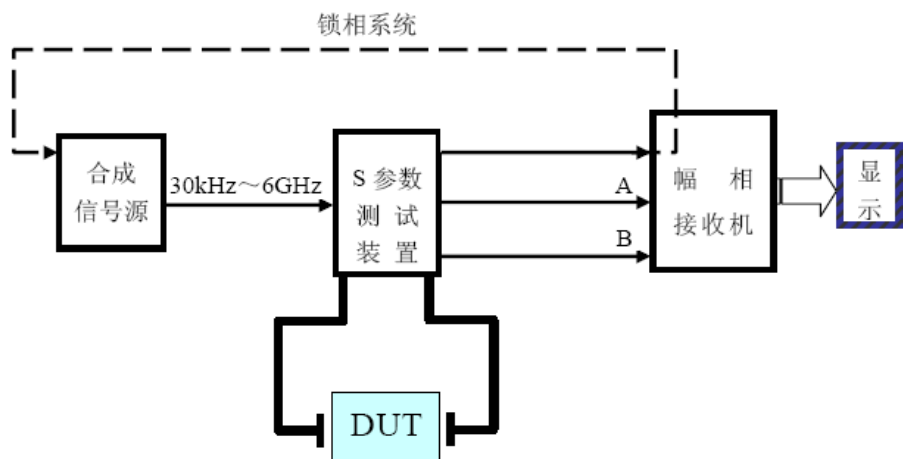 锁相系统
合成
信号源
30kHz～6GHz
S 参数
测 试
装 置
A
B
幅 相
接收机
显
示
DUT